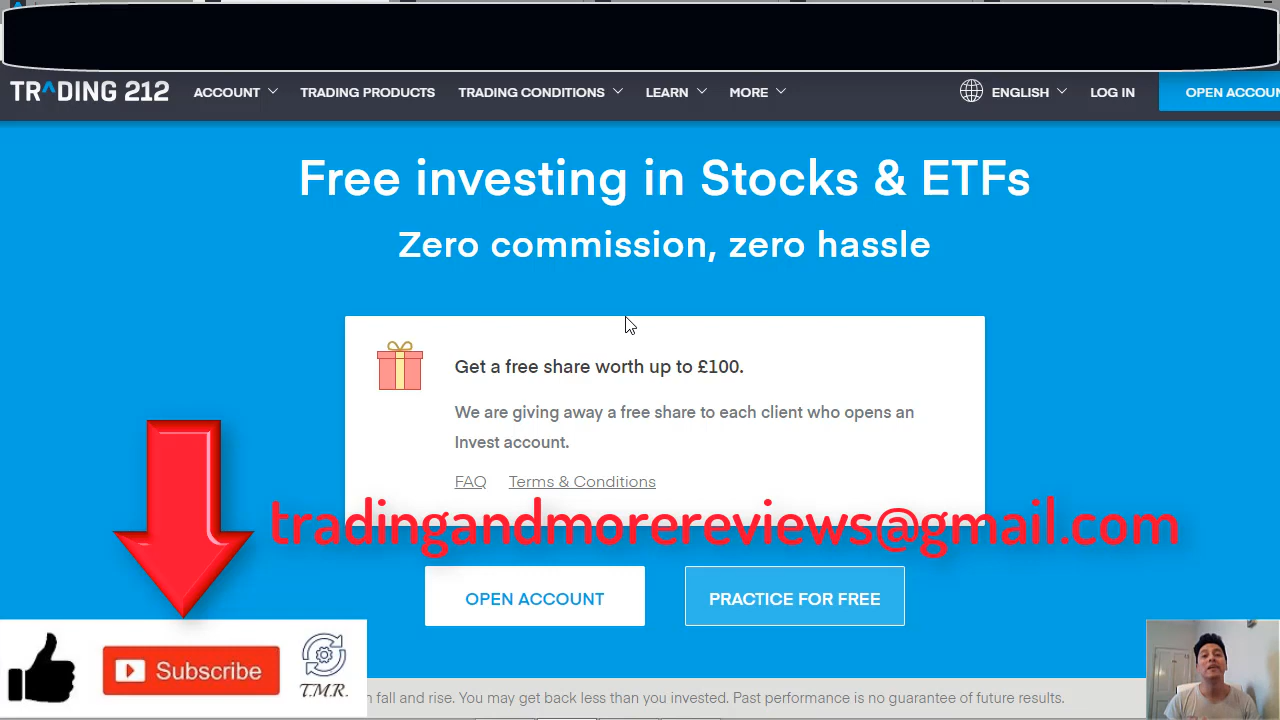 TRADING 212
ACCOUNT TRADING PRODUCTS TRADING CONDITIONS LEARN MORE ENGLISH LOG IN OPEN
Free investing in Stocks & ETFs
Zero commission, zero hassle
Get a free share worth up to £100.
We are giving away a free share to each client who opens an
Invest account.
FAQ Terms & Conditions
tradingandmorereviews@gmail.com
OPEN ACCOUNT PRACTICE FOR FREE
Subscribe
T.M.R.
fall and rise. You may get back less than you invested. Past performance is no guarantee of future results.